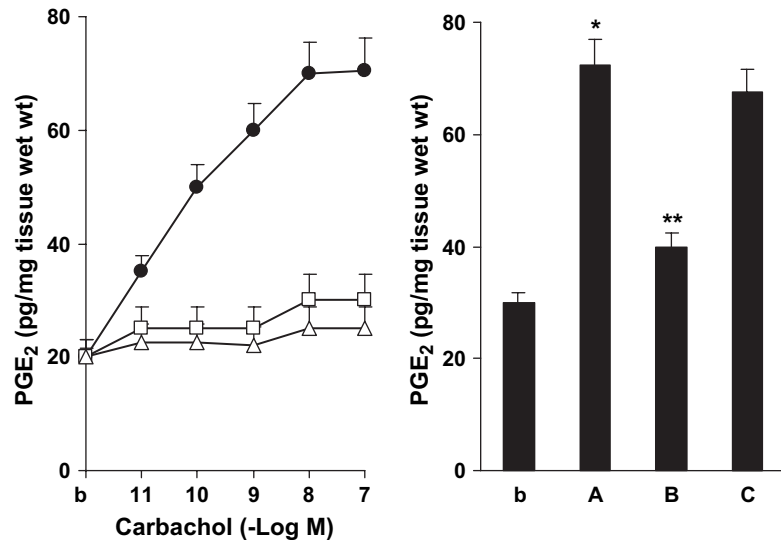 PGE₂ (pg/mg tissue wet wt)
80
60
40
20
0
b 11 10 9 8 7
Carbachol (-Log M)
PGE₂ (pg/mg tissue wet wt)
80
60
40
20
0
*
**
b A B C